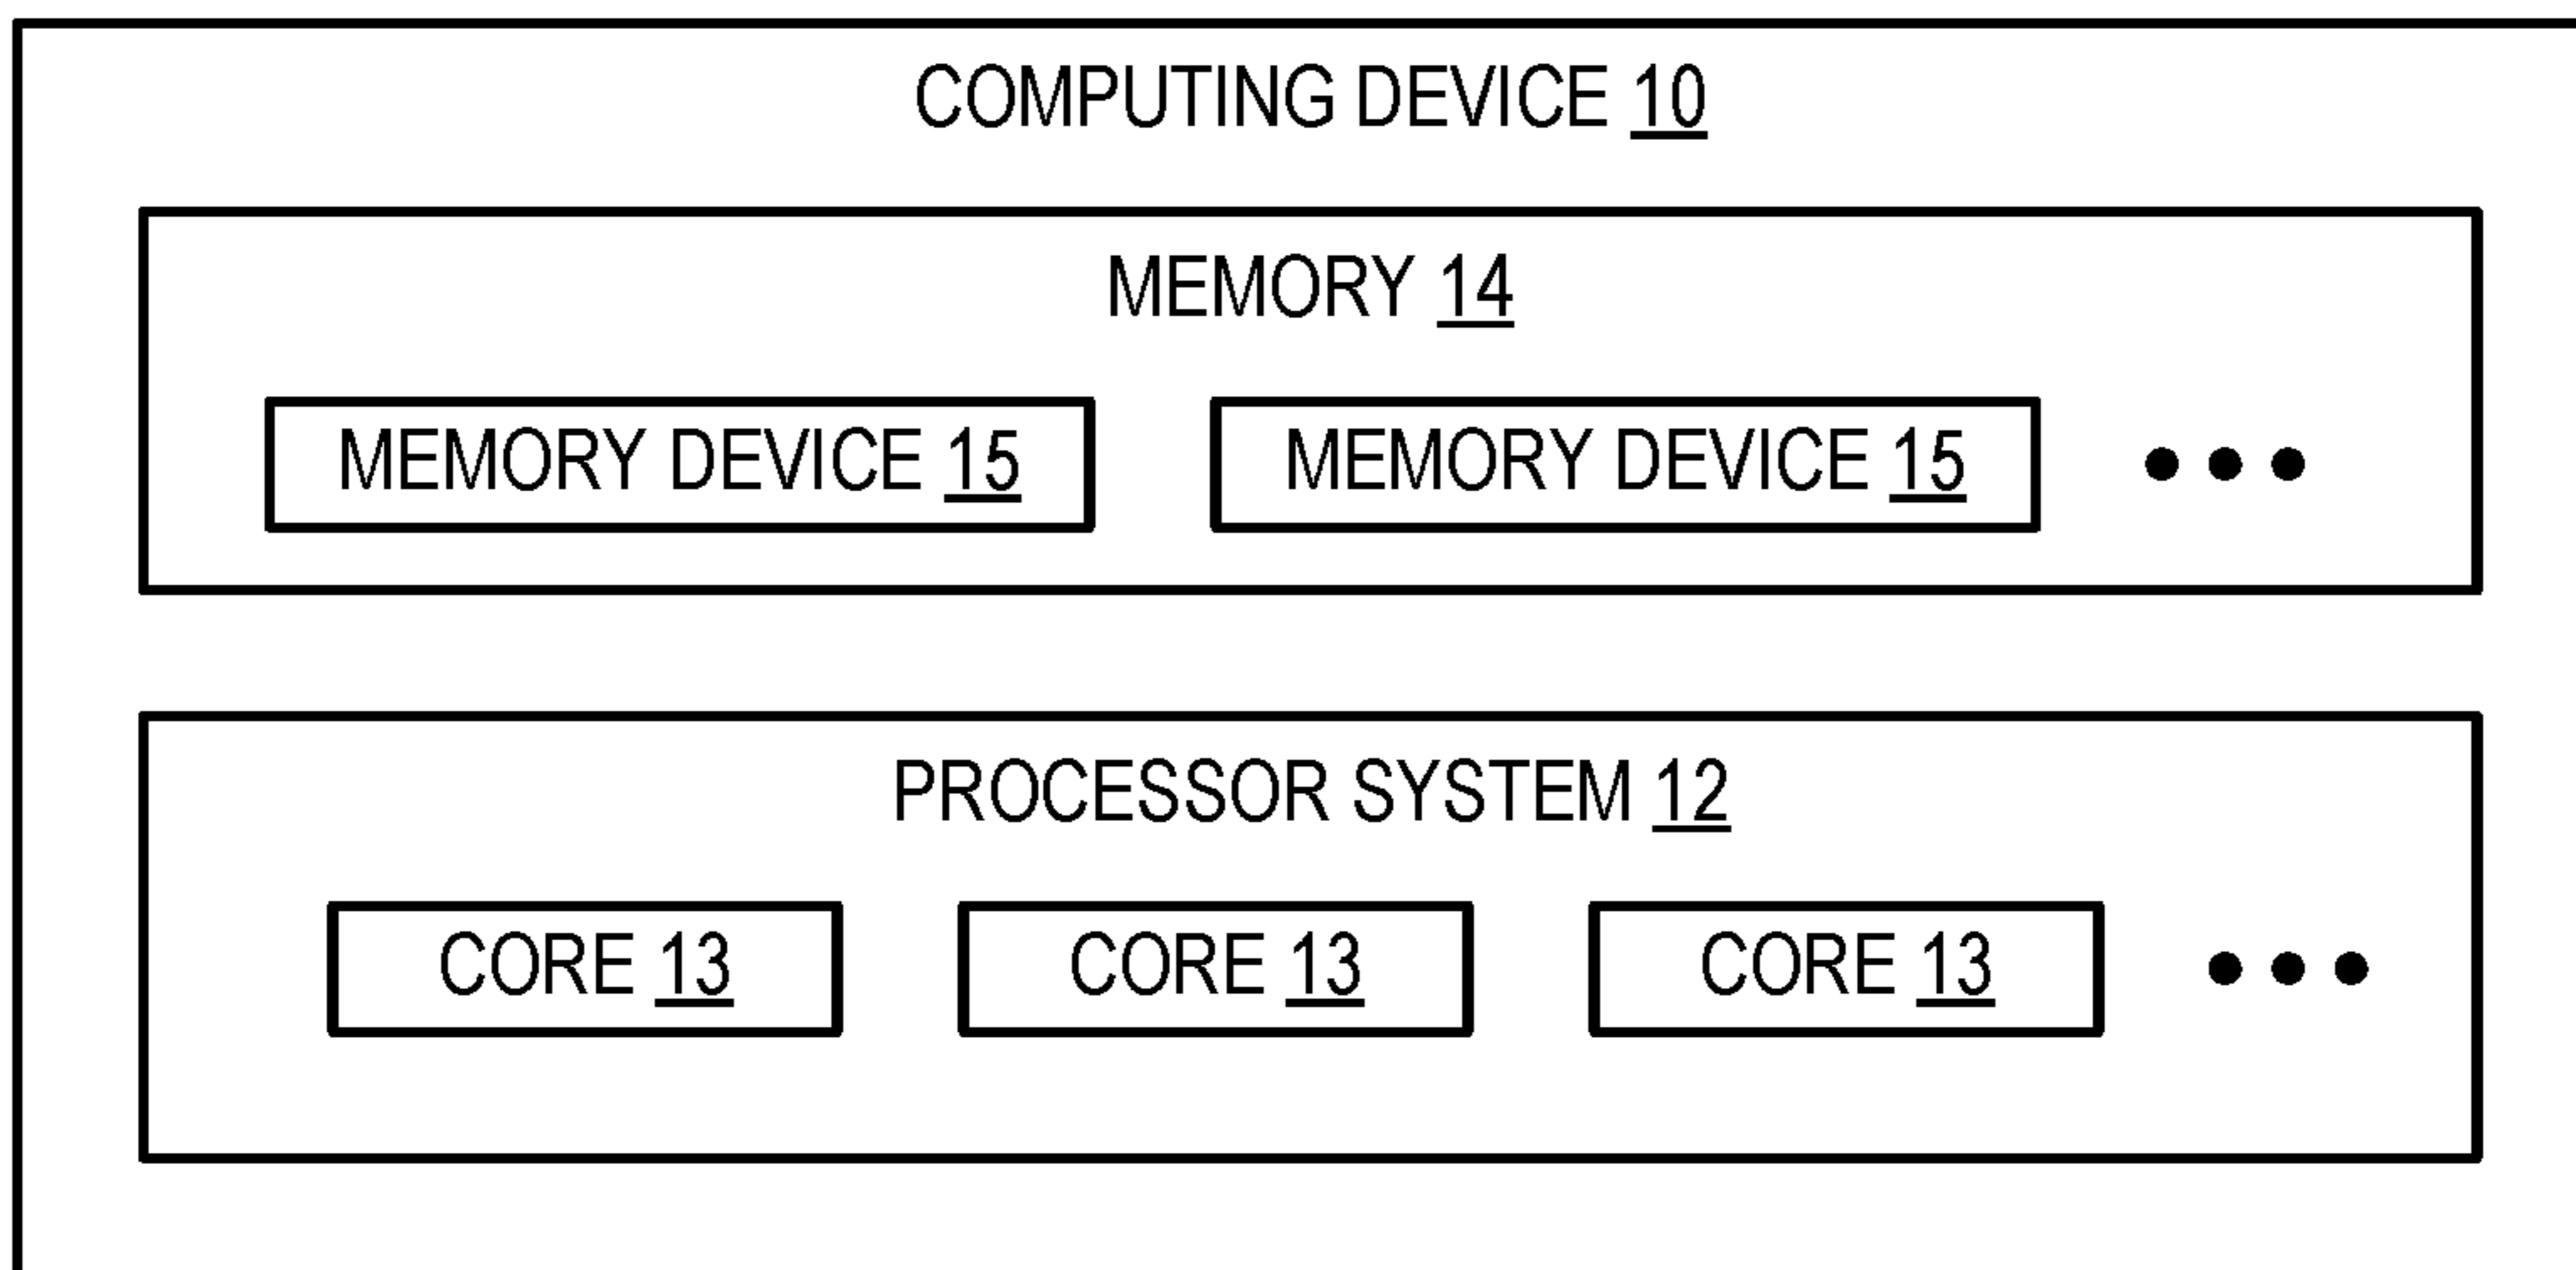 COMPUTING DEVICE 10
MEMORY 14
MEMORY DEVICE 15
MEMORY DEVICE 15
PROCESSOR SYSTEM 12
CORE 13
CORE 13
CORE 13